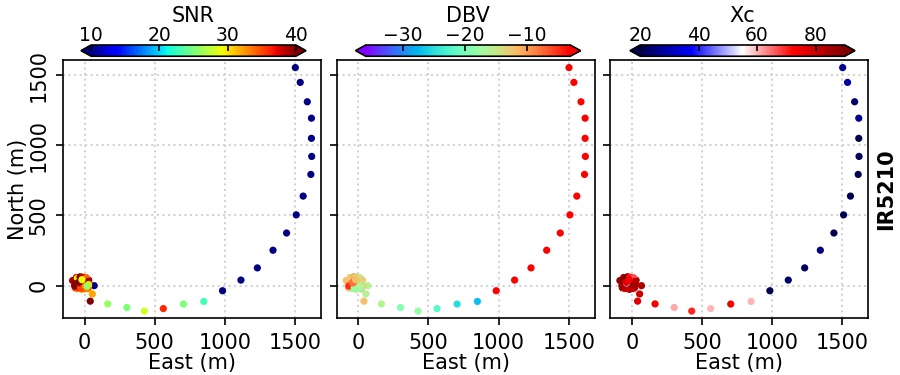 SNR DBV Xc
10 20 30 40 −30 −20 −10 20 40 60 80
1500
1000
500
0
North (m)
IR5210
0 500 1000 1500 0 500 1000 1500 0 500 1000 1500
East (m) East (m) East (m)